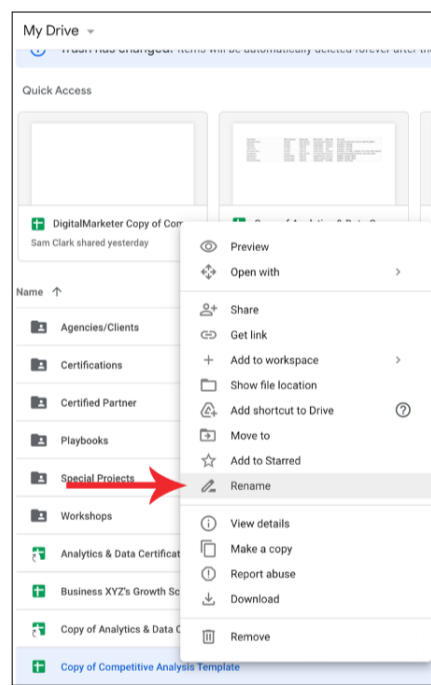 My Drive
Trash has changed. Items will be automatically deleted forever after
Quick Access
DigitalMarketer Copy of Com
Sam Clark shared yesterday
Copy of Analytics & Data C
Name
Agencies/Clients
Certifications
Certified Partner
Playbooks
Special Projects
Workshops
Analytics & Data Certificat
Business XYZ's Growth Sc
Copy of Analytics & Data C
Copy of Competitive Analysis Template
Preview
Open with
Share
Get link
Add to workspace
Show file location
Add shortcut to Drive
Move to
Add to Starred
Rename
View details
Make a copy
Report abuse
Download
Remove